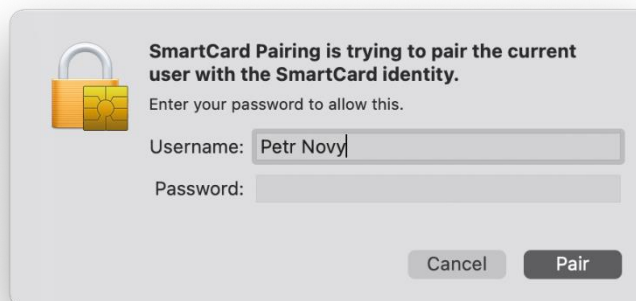 SmartCard Pairing is trying to pair the current
user with the SmartCard identity.
Enter your password to allow this.
Username: Petr Novy
Password:
Cancel Pair